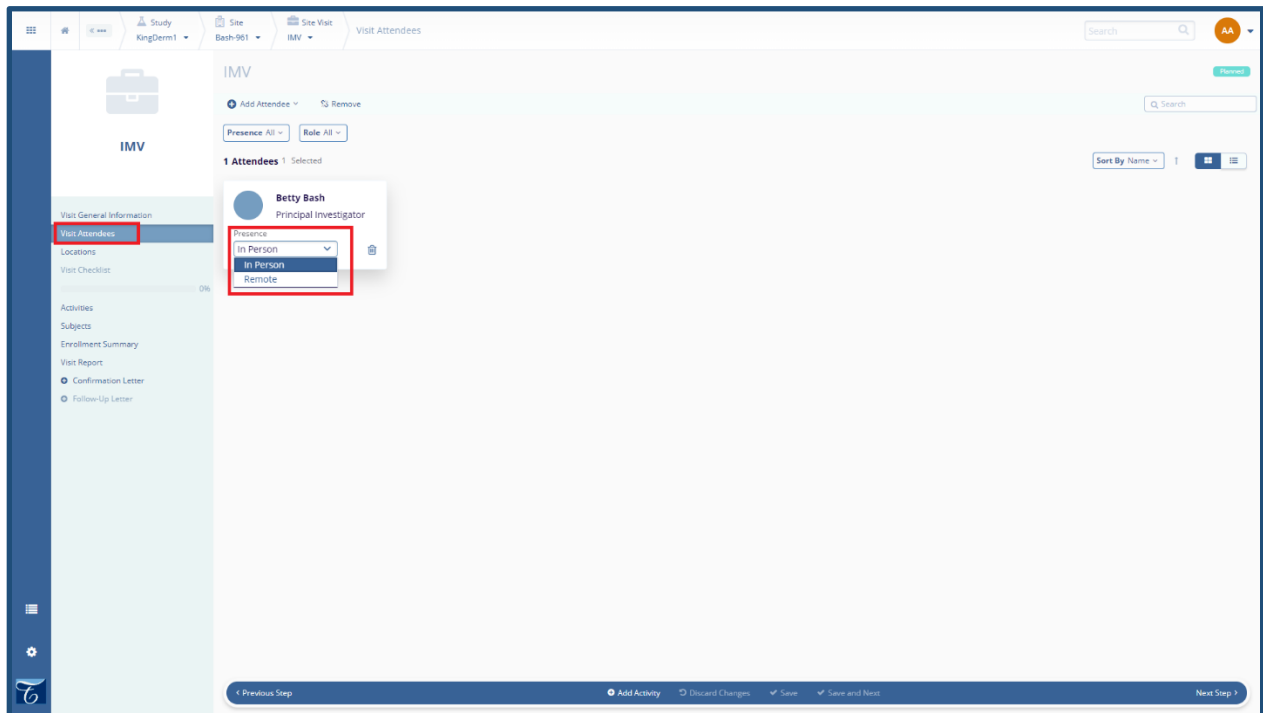 Study
KingDerm1
Site
Bash-961
Site Visit
IMV
Visit Attendees
Search
AA
IMV
Planned
Add Attendee
Remove
Search
Presence All
Role All
1 Attendees 1 Selected
Sort By Name
IMV
Visit General Information
Visit Attendees
Locations
Visit Checklist
0%
Activities
Subjects
Enrollment Summary
Visit Report
Confirmation Letter
Follow-Up Letter
Betty Bash
Principal Investigator
Presence
In Person
In Person
Remote
Previous Step
Add Activity
Discard Changes
Save
Save and Next
Next Step